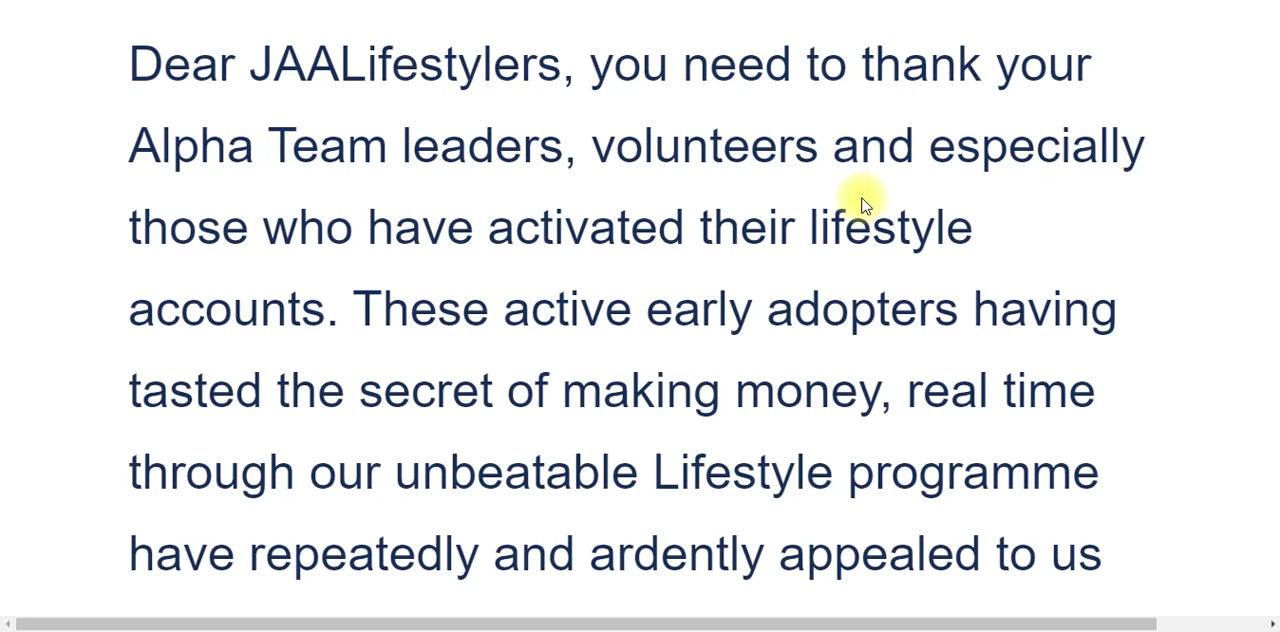 Dear JAALifestylers, you need to thank your
Alpha Team leaders, volunteers and especially
those who have activated their lifestyle
accounts. These active early adopters having
tasted the secret of making money, real time
through our unbeatable Lifestyle programme
have repeatedly and ardently appealed to us